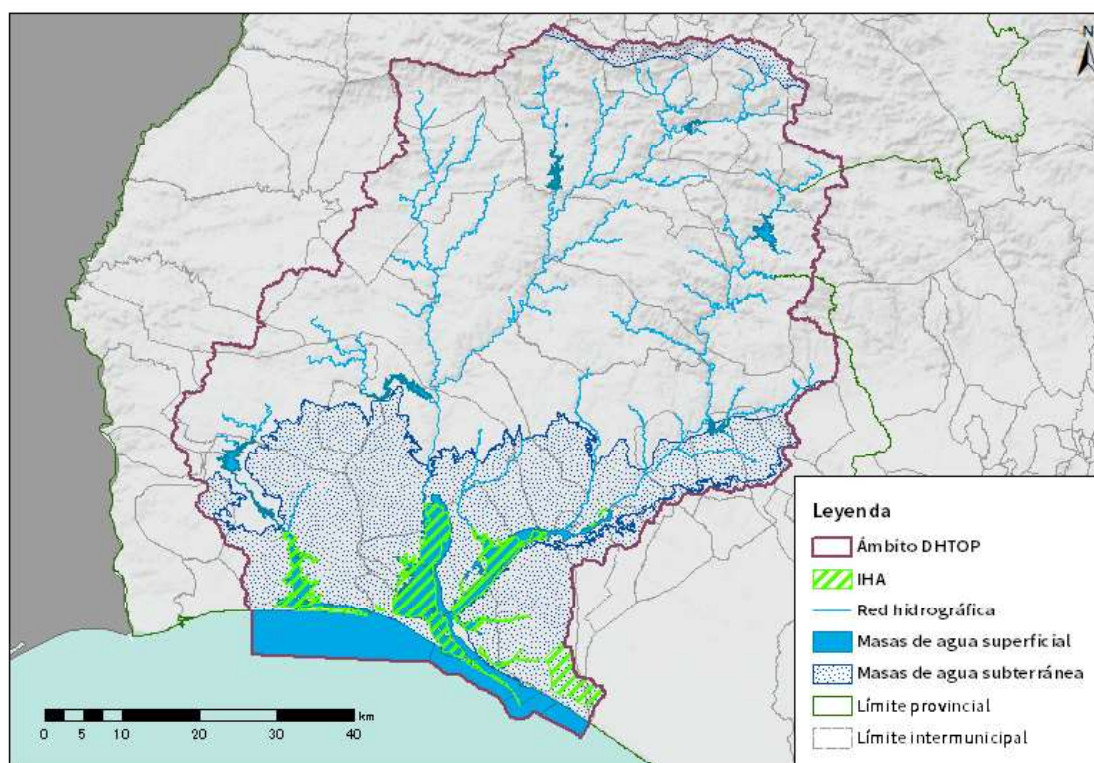 N
Leyenda
Ámbito DHTOP
IHA
Red hidrográfica
Masas de agua superficial
Masas de agua subterránea
Límite provincial
Límite intermunicipal
km
0 5 10 20 30 40